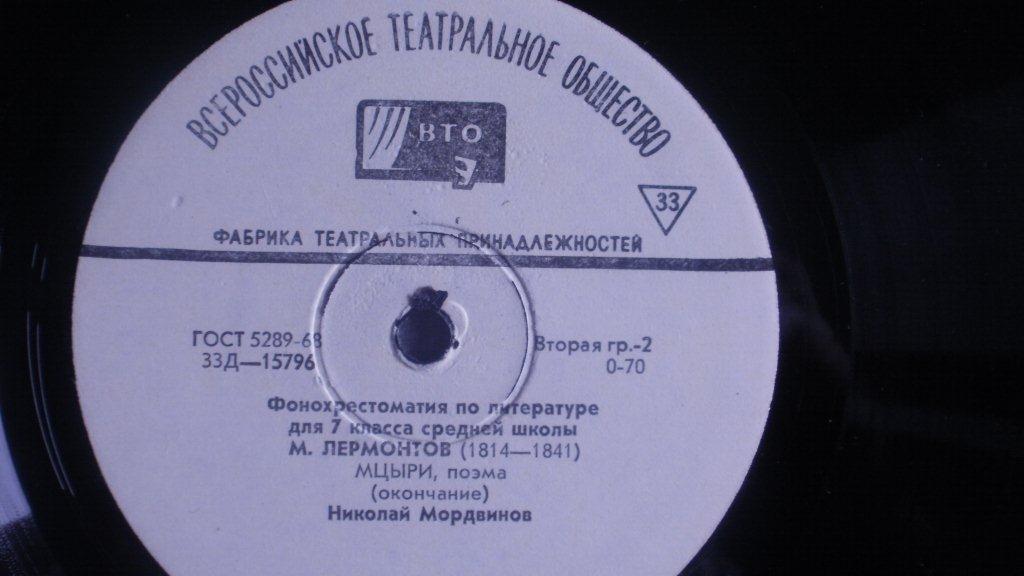 ВСЕРОССИЙСКОЕ ТЕАТРАЛЬНОЕ ОБЩЕСТВО
ВТО
33
ФАБРИКА ТЕАТРАЛЬНЫХ ПРИНАДЛЕЖНОСТЕЙ
ГОСТ 5289-68
33Д—15796
Вторая гр.-2
0-70
Фонохрестоматия по литературе
для 7 класса средней школы
М. ЛЕРМОНТОВ (1814—1841)
МЦЫРИ, поэма
(окончание)
Николай Мордвинов